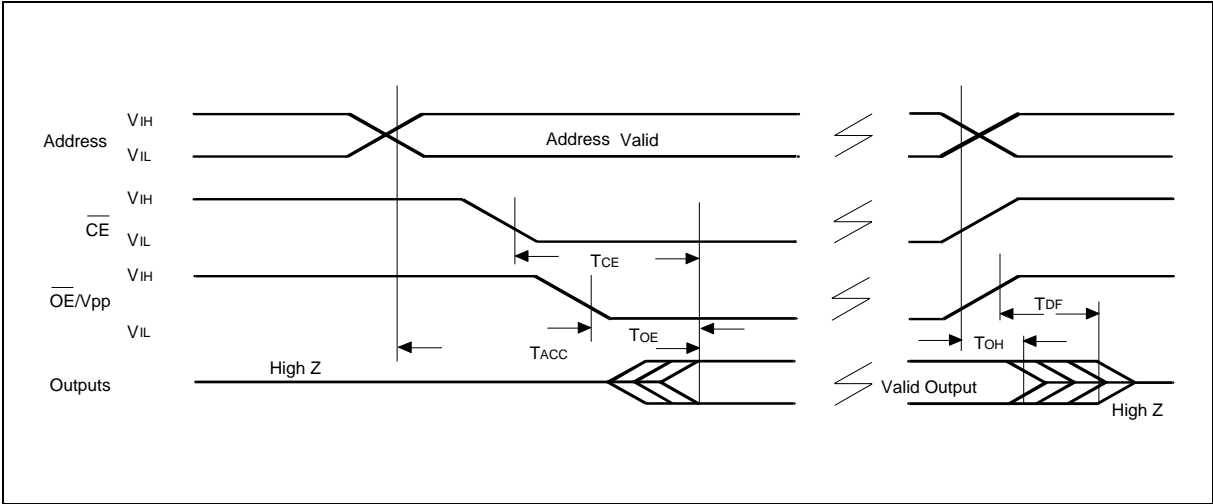 VIH
Address
Address Valid
VIL
VIH
CE
VIL
TCE
VIH
OE/Vpp
TDF
VIL
TOE
TACC
TOH
High Z
Outputs
Valid Output
High Z